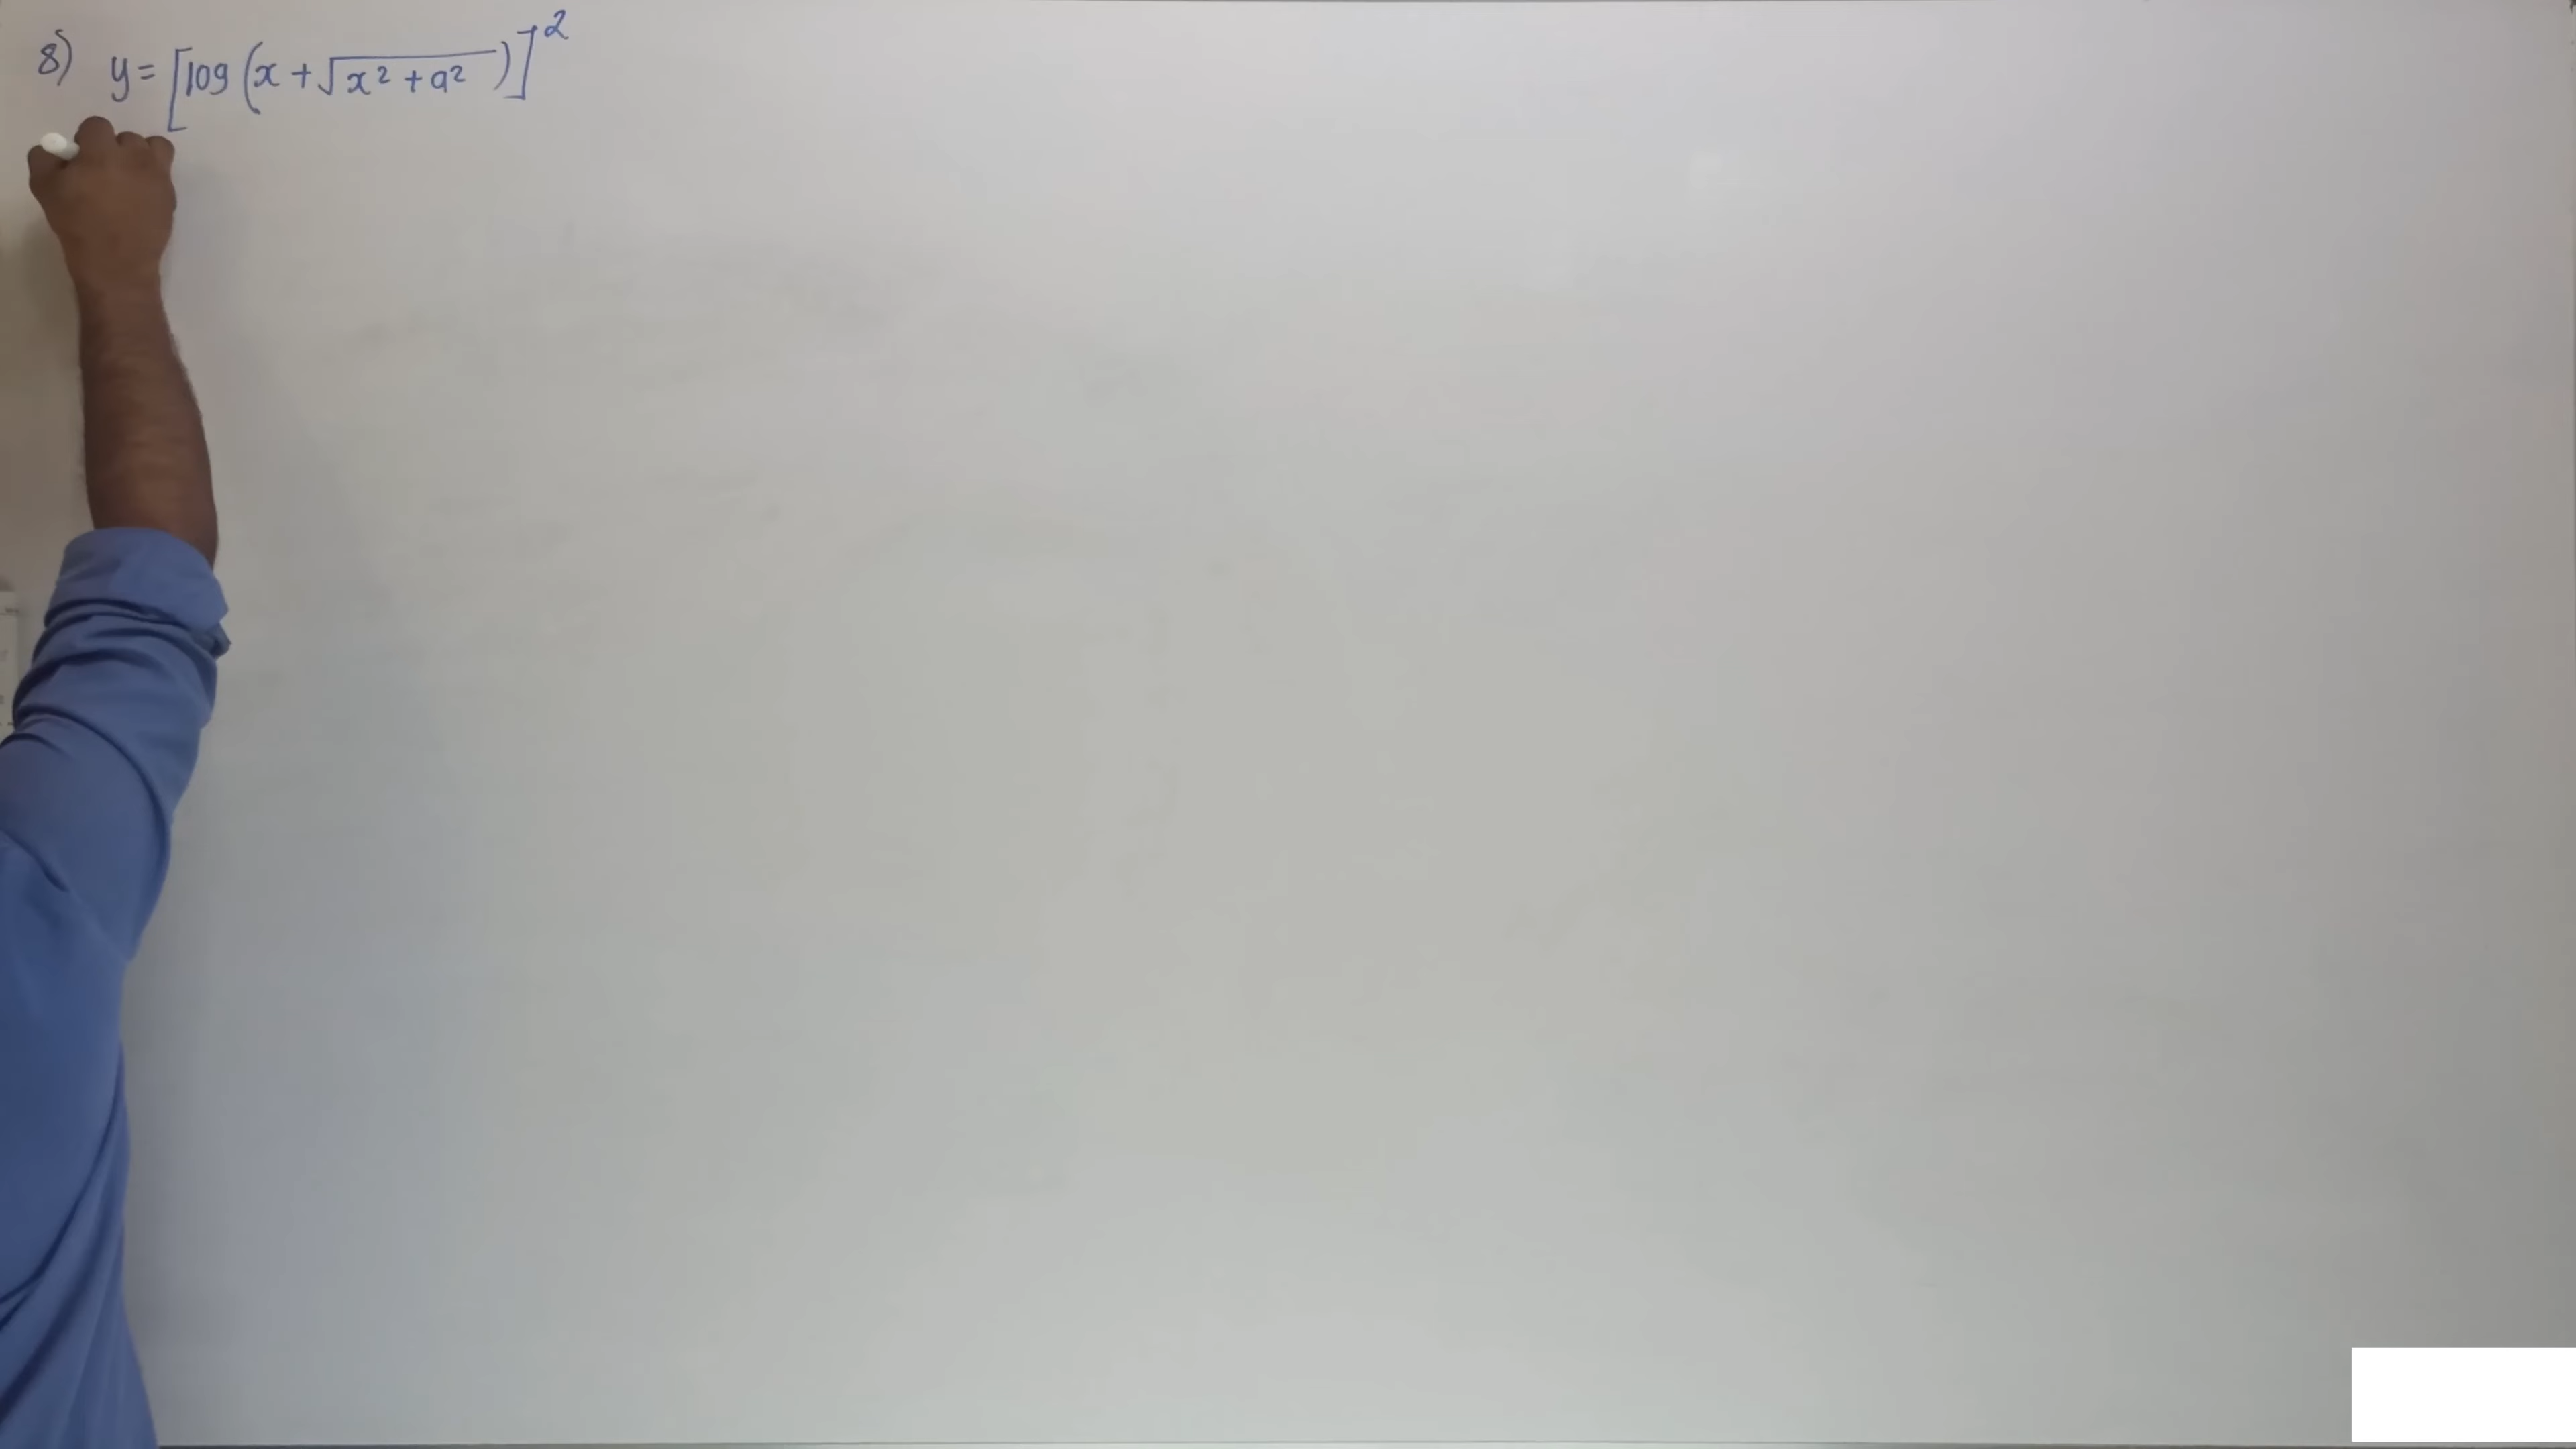 8) y = [log (x + √x² + a² )]²